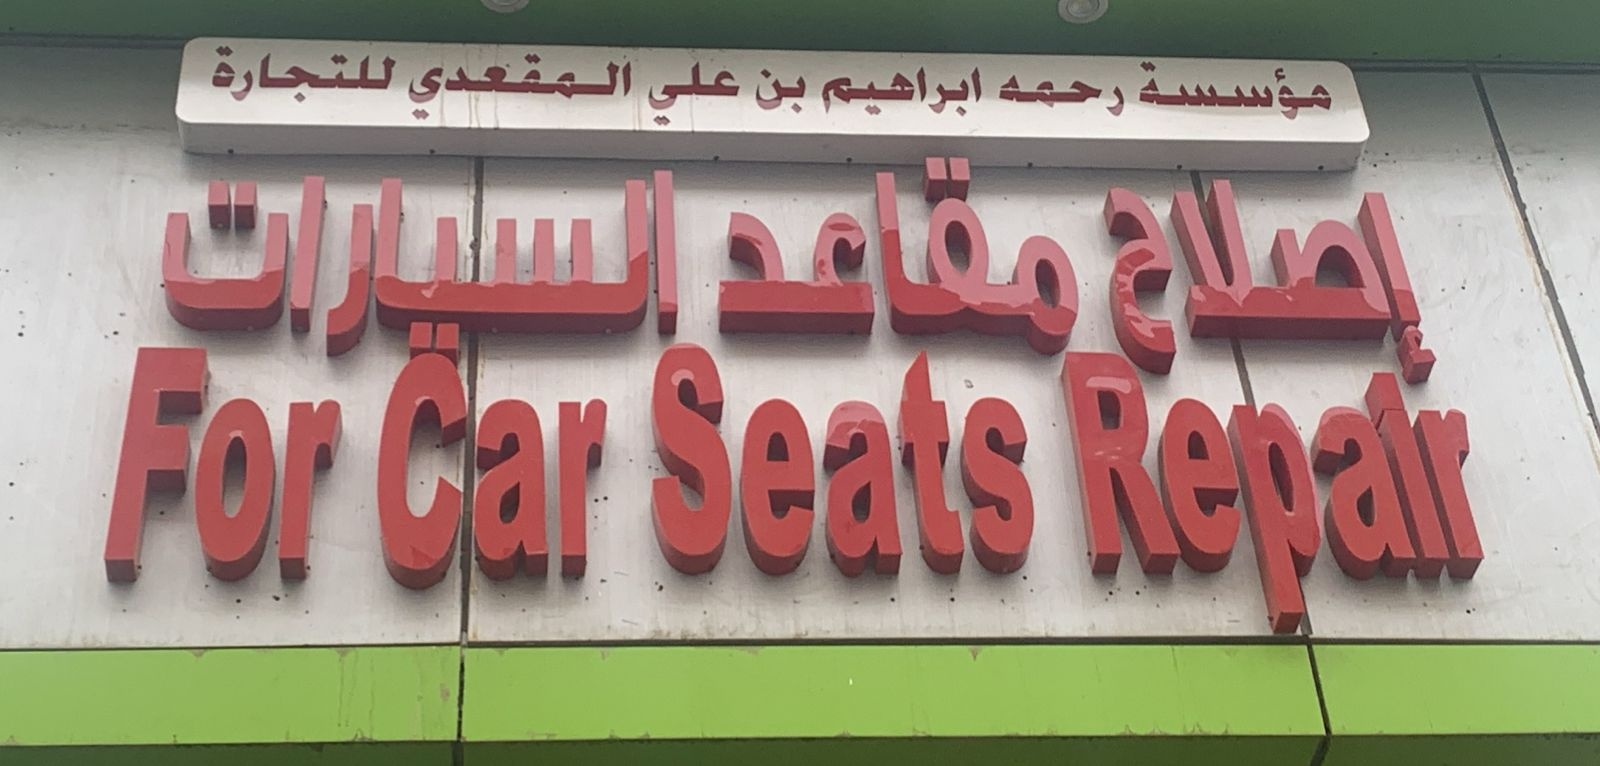 مؤسسة رحمه ابراهيم بن علي المقعدي للتجارة
إصلاح مقاعد السيارات
For Car Seats Repair